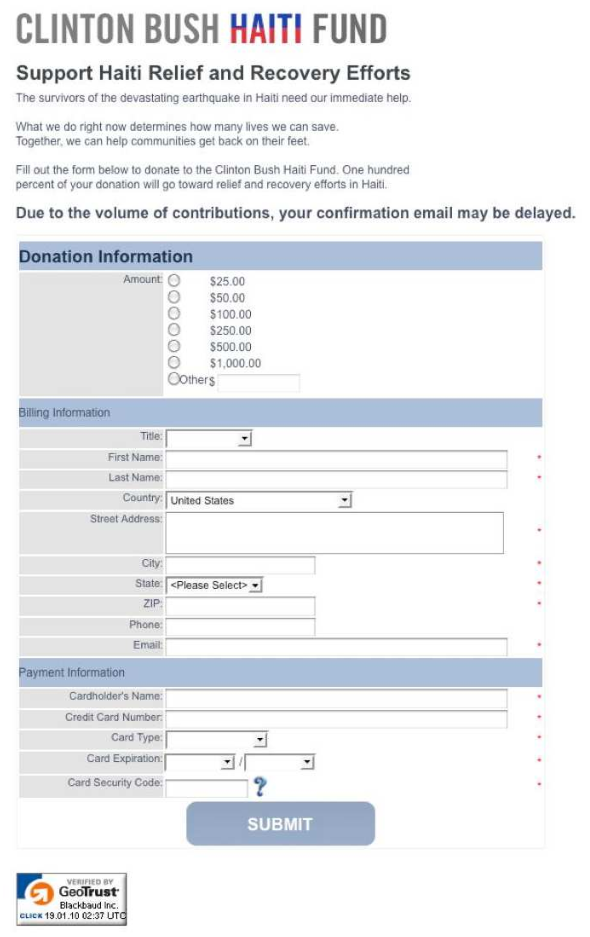 CLINTON BUSH HAITI FUND
Support Haiti Relief and Recovery Efforts
The survivors of the devastating earthquake in Haiti need our immediate help.
What we do right now determines how many lives we can save.
Together, we can help communities get back on their feet.
Fill out the form below to donate to the Clinton Bush Haiti Fund. One hundred
percent of your donation will go toward relief and recovery efforts in Haiti.
Due to the volume of contributions, your confirmation email may be delayed.
Donation Information
Amount: $25.00
$50.00
$100.00
$250.00
$500.00
$1,000.00
Other $
Billing Information
Title:
First Name: *
Last Name: *
Country: United States
Street Address: *
City: *
State: <Please Select> *
ZIP: *
Phone:
Email: *
Payment Information
Cardholder's Name: *
Credit Card Number: *
Card Type: *
Card Expiration: / *
Card Security Code: ? *
SUBMIT
VERIFIED BY
GeoTrust
Blackbaud Inc.
CLICK 19.01.10 02:37 UTC